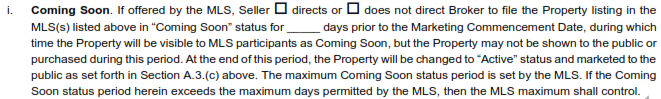 i. Coming Soon. If offered by the MLS, Seller ☐ directs or ☐ does not direct Broker to file the Property listing in the
MLS(s) listed above in "Coming Soon" status for _____ days prior to the Marketing Commencement Date, during which
time the Property will be visible to MLS participants as Coming Soon, but the Property may not be shown to the public or
purchased during this period. At the end of this period, the Property will be changed to "Active" status and marketed to the
public as set forth in Section A.3.(c) above. The maximum Coming Soon status period is set by the MLS. If the Coming
Soon status period herein exceeds the maximum days permitted by the MLS, then the MLS maximum shall control.